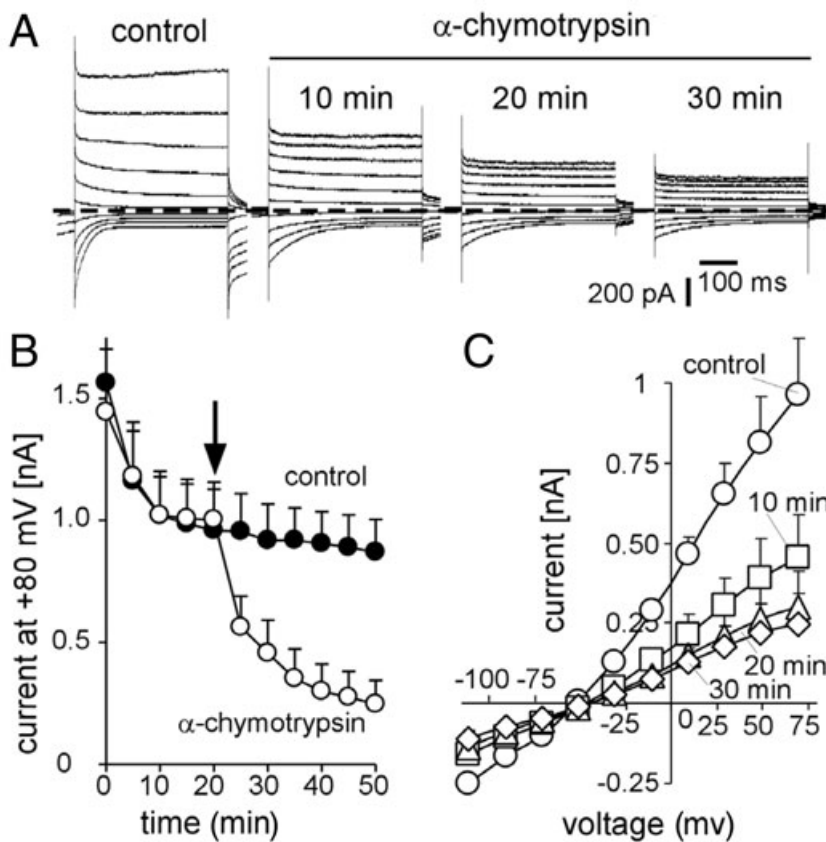 A
control
α-chymotrypsin
10 min
20 min
30 min
200 pA
100 ms
B
current at +80 mV [nA]
1.5
1.0
0.5
0
control
α-chymotrypsin
0
10
20
30
40
50
time (min)
C
control
1
0.75
0.50
0.25
-0.25
current [nA]
10 min
20 min
30 min
-100
-75
-25
0
25
50
75
voltage (mv)